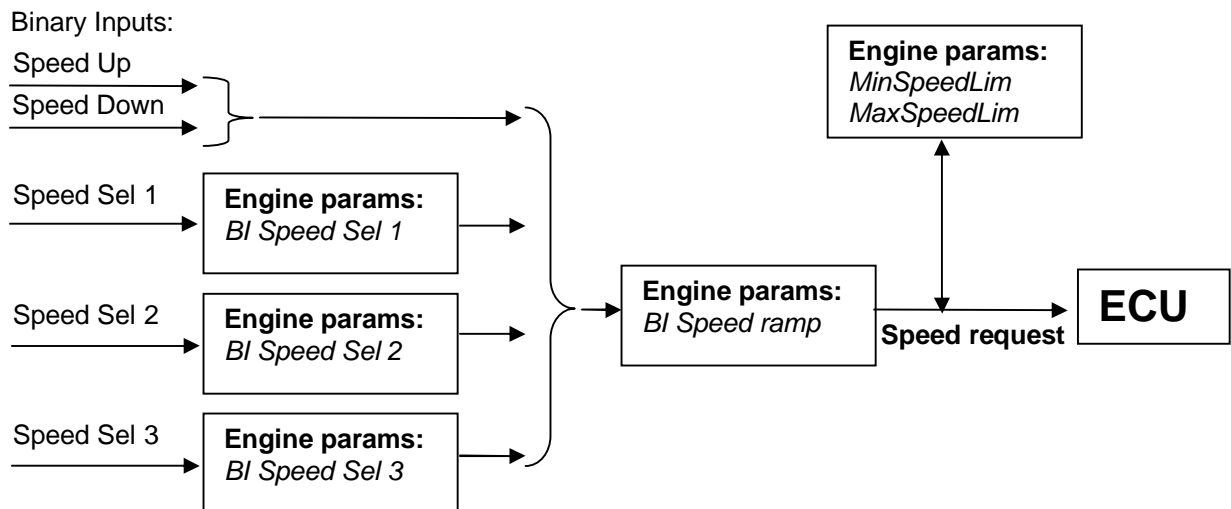 Binary Inputs:
Speed Up
Speed Down
Speed Sel 1
Engine params:
BI Speed Sel 1
Speed Sel 2
Engine params:
BI Speed Sel 2
Speed Sel 3
Engine params:
BI Speed Sel 3
Engine params:
BI Speed ramp
Engine params:
MinSpeedLim
MaxSpeedLim
Speed request
ECU